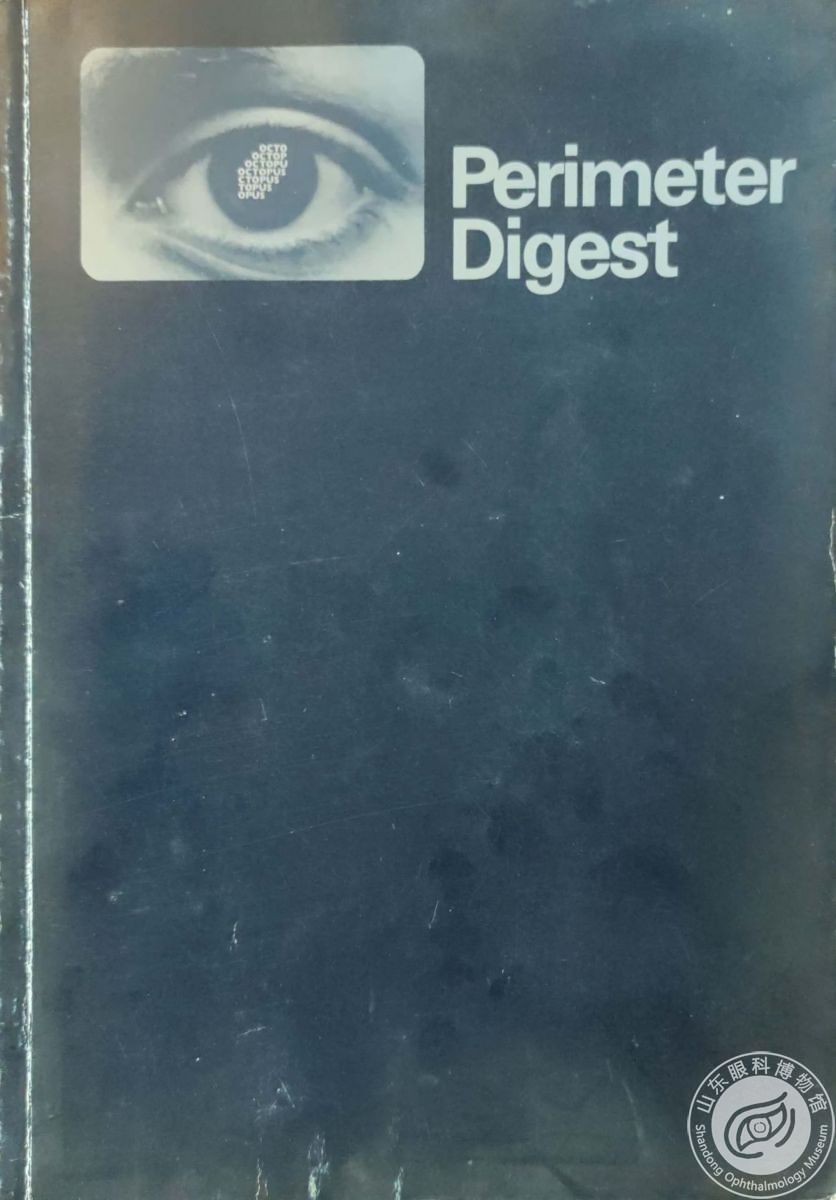 OCTO
OCTOP
OCTOPU
OCTOPUS
CTOPUS
TOPUS
OPUS
Perimeter
Digest
山东眼科博物馆
Shandong Ophthalmology Museum